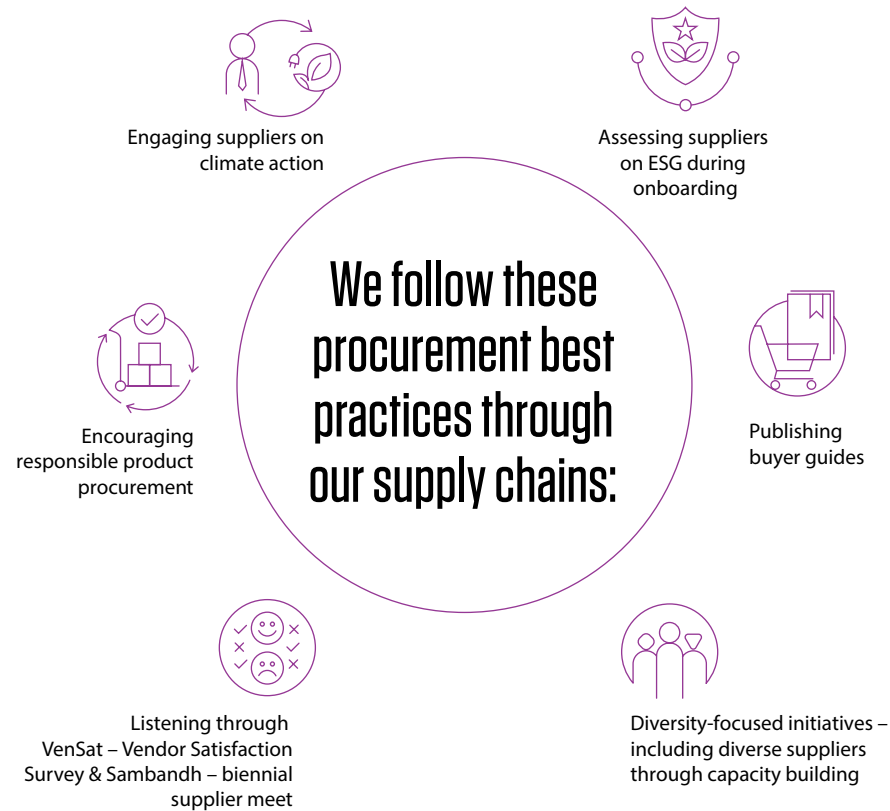 Engaging suppliers on
climate action
Assessing suppliers
on ESG during
onboarding
We follow these
procurement best
practices through
our supply chains:
Encouraging
responsible product
procurement
Publishing
buyer guides
Listening through
VenSat – Vendor Satisfaction
Survey & Sambandh – biennial
supplier meet
Diversity-focused initiatives –
including diverse suppliers
through capacity building